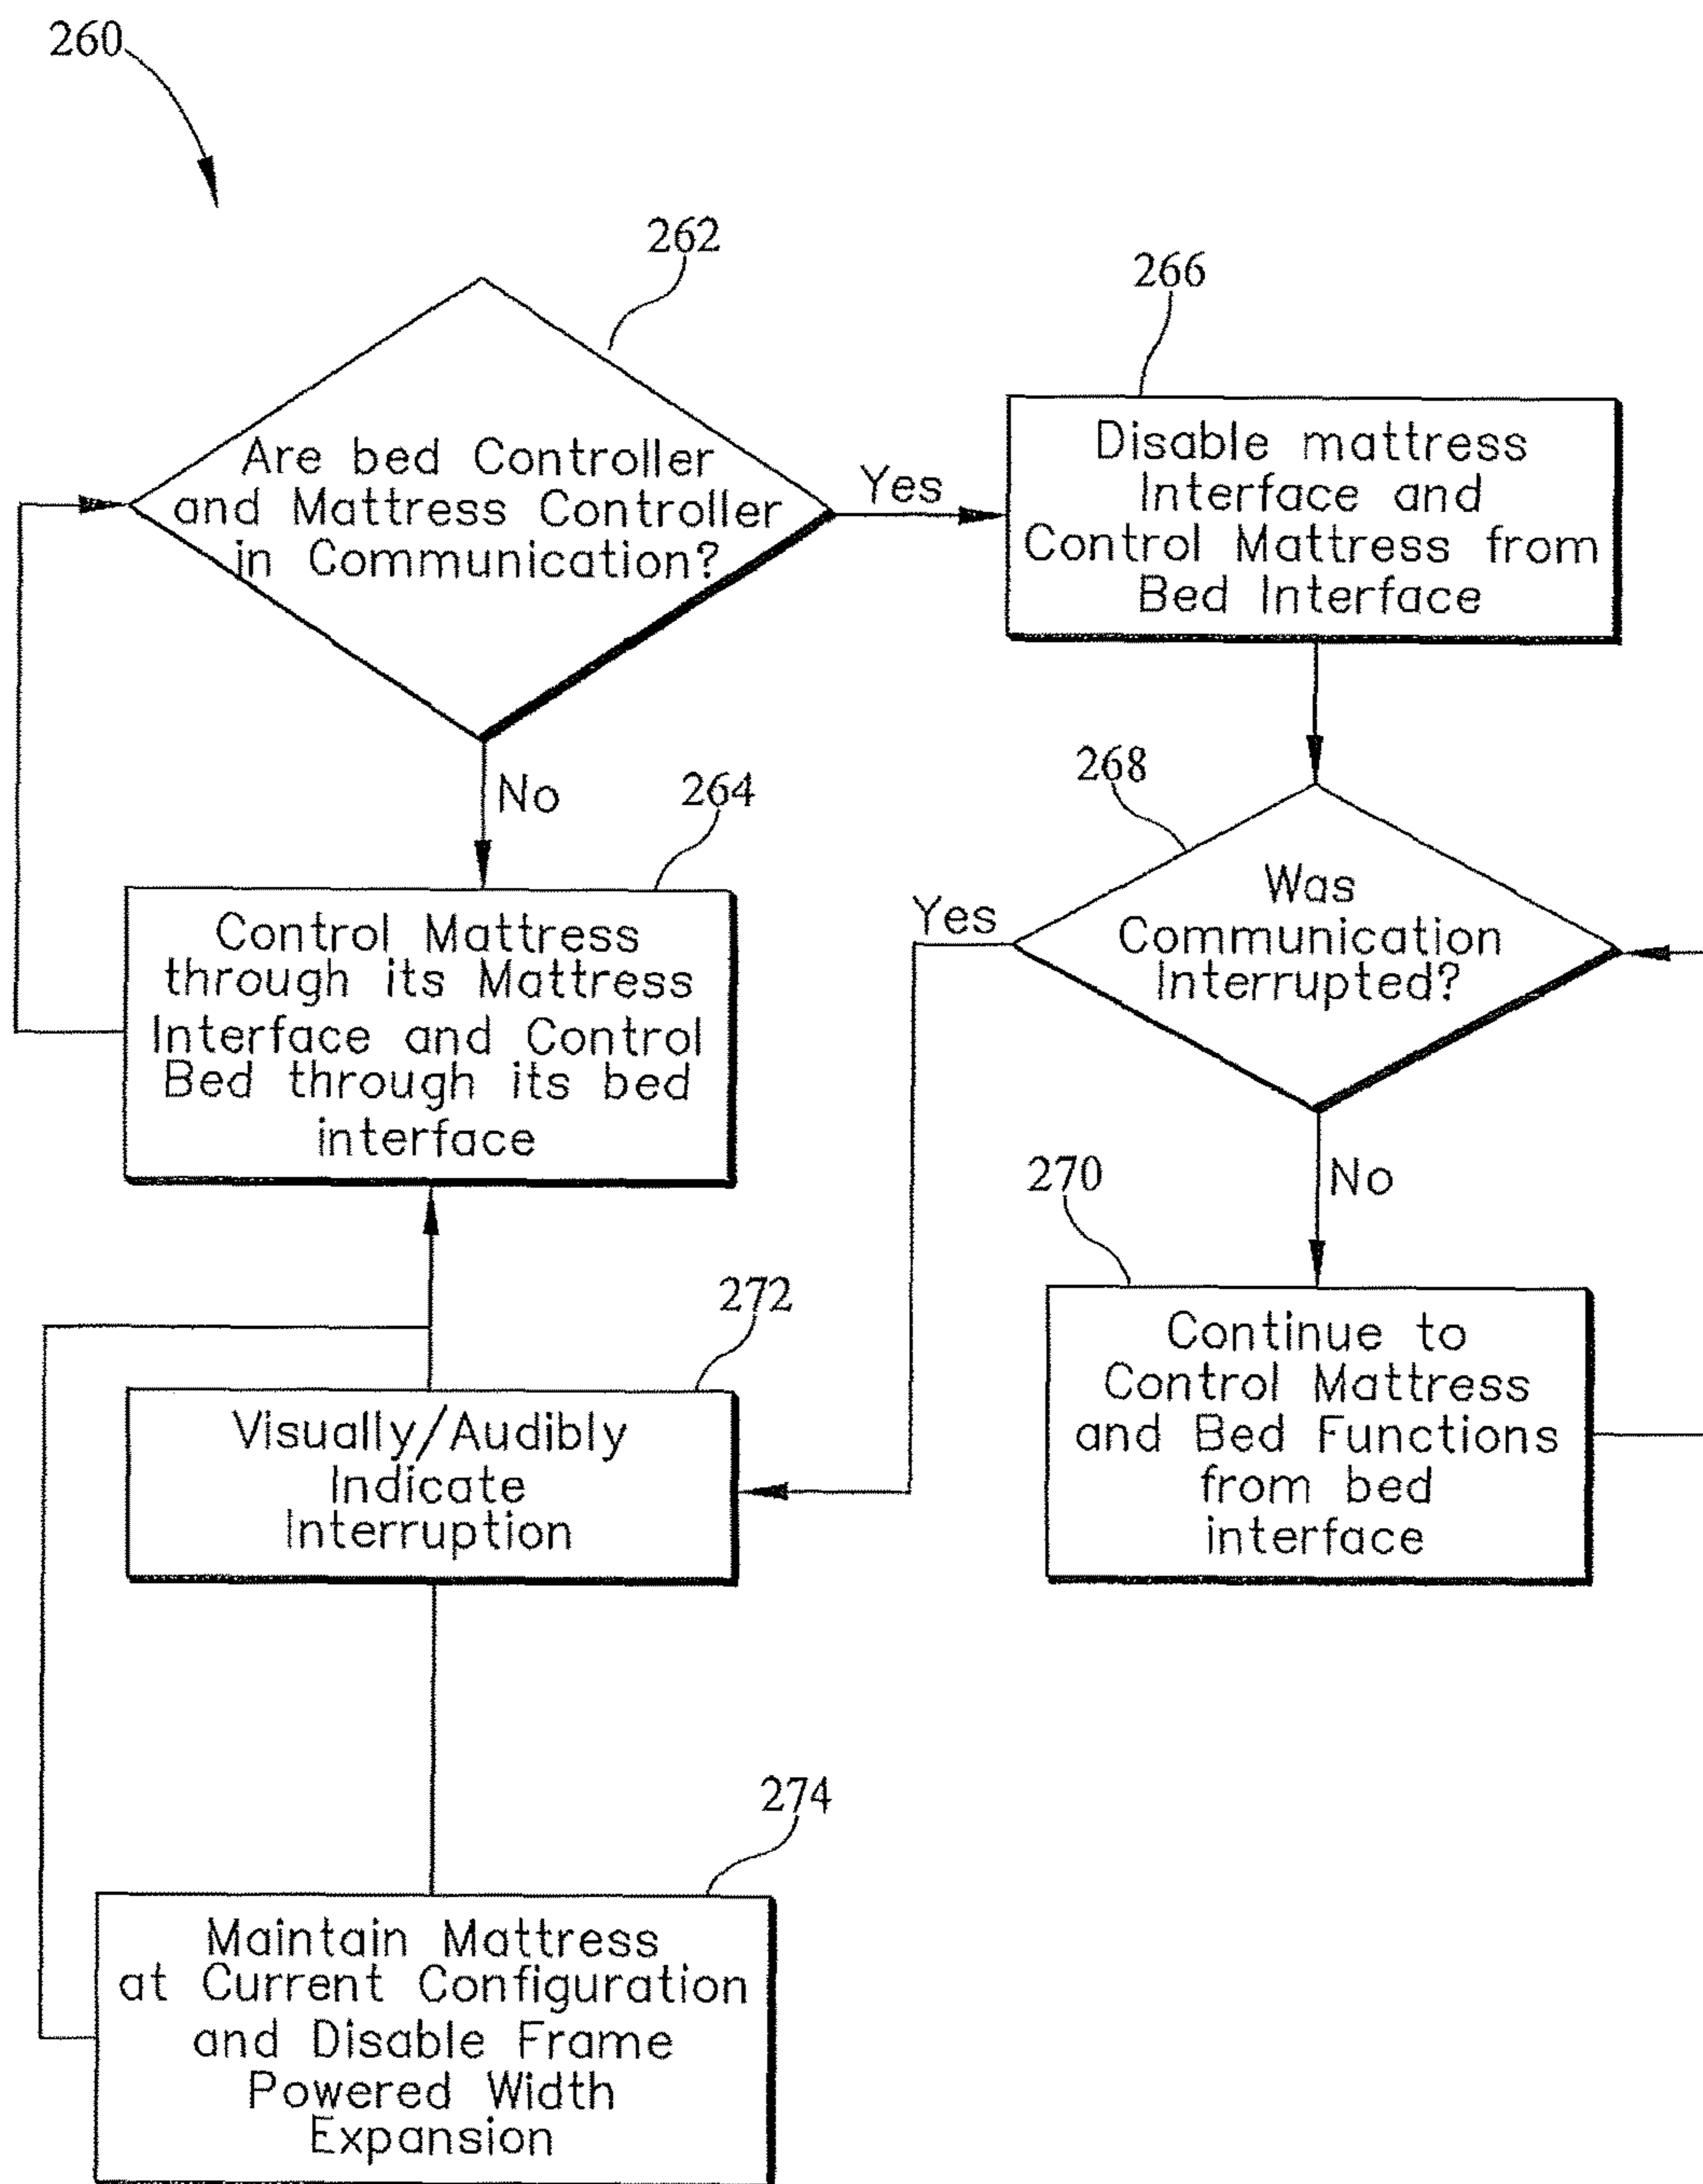 260
262
Are bed Controller
and Mattress Controller
in Communication?
Yes
No
266
Disable mattress
Interface and
Control Mattress from
Bed Interface
264
Control Mattress
through its Mattress
Interface and Control
Bed through its bed
interface
268
Was
Communication
Interrupted?
Yes
No
270
Continue to
Control Mattress
and Bed Functions
from bed
interface
272
Visually/Audibly
Indicate
Interruption
274
Maintain Mattress
at Current Configuration
and Disable Frame
Powered Width
Expansion